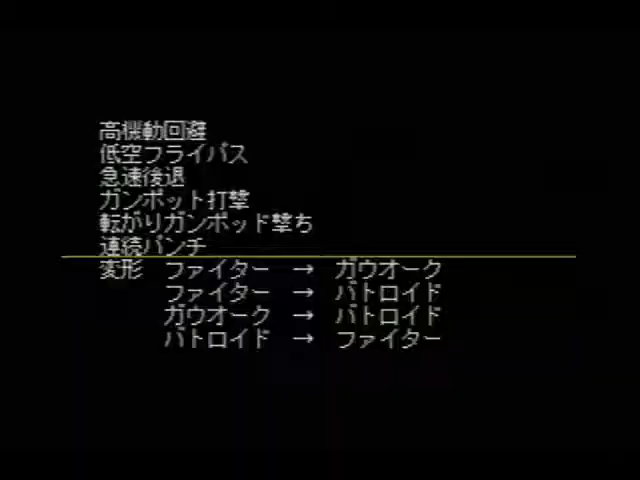 高機動回避
低空フライパス
急速後退
ガンポット打撃
転がりガンポッド撃ち
連続パンチ
変形　ファイター　→　ガウオーク
ファイター　→　バトロイド
ガウオーク　→　バトロイド
バトロイド　→　ファイター